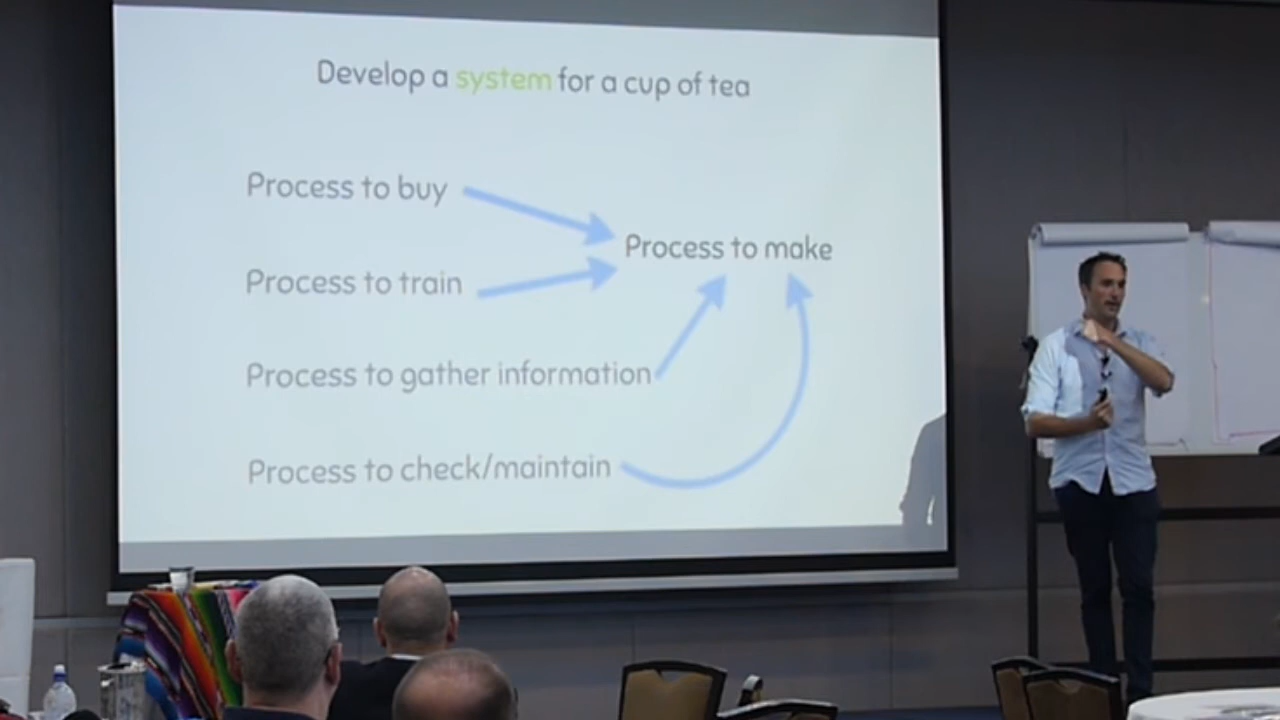 Develop a system for a cup of tea
Process to buy
Process to make
Process to train
Process to gather information
Process to check/maintain